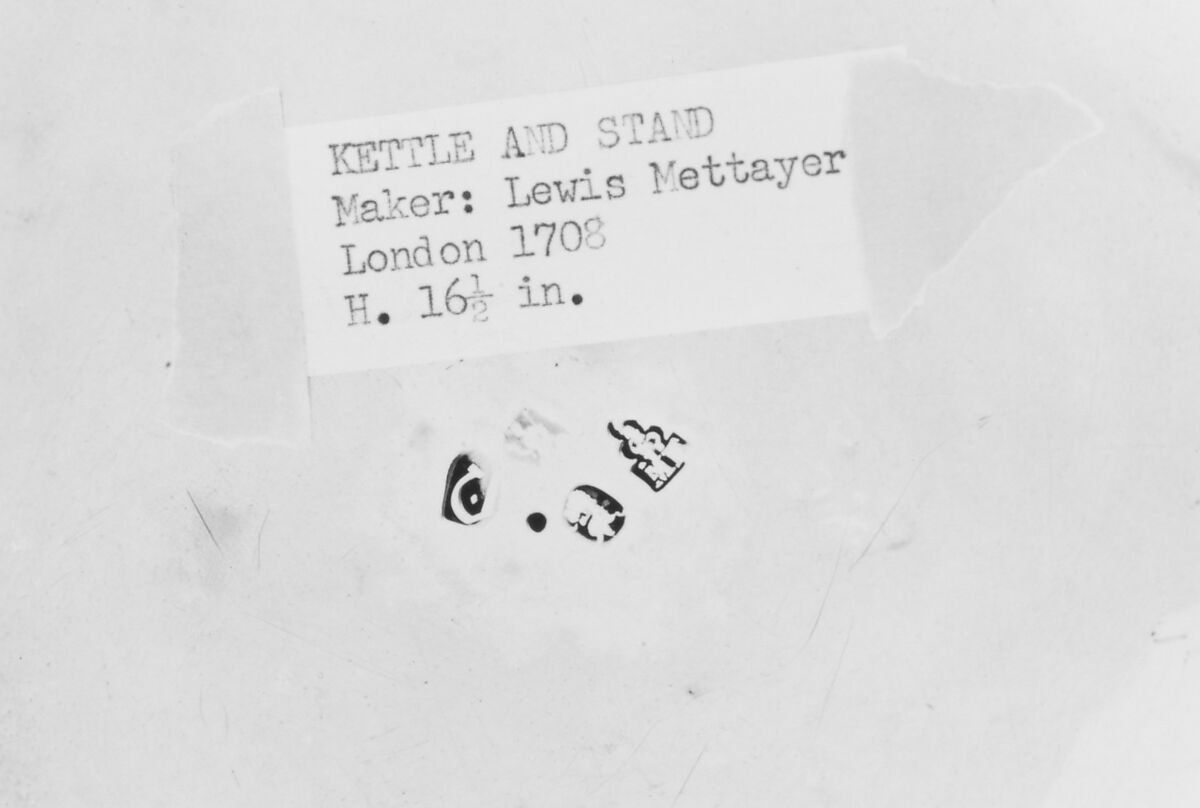 KETTLE AND STAND
Maker: Lewis Mettayer
London 1708
H. 16½ in.